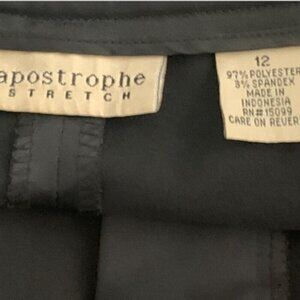 apostrophe
STRETCH
12
97% POLYESTER
3% SPANDEX
MADE IN
INDONESIA
RN#15099
CARE ON REVER